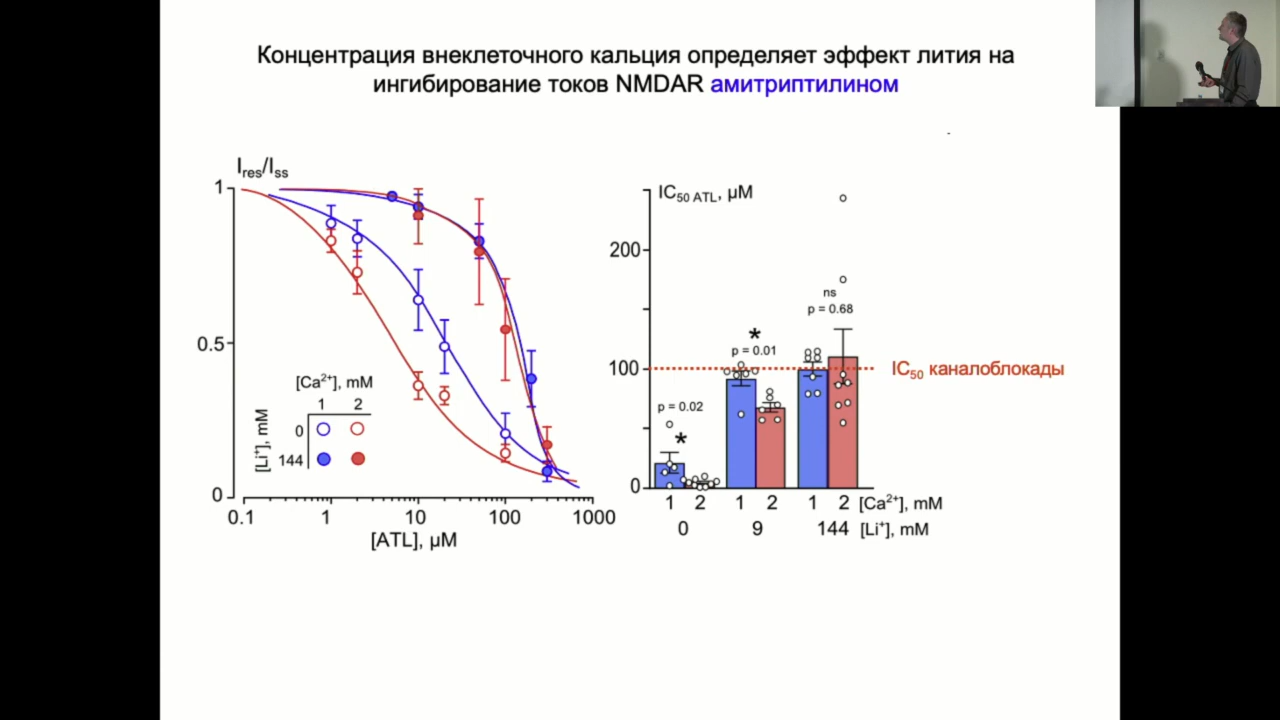 Концентрация внеклеточного кальция определяет эффект лития на
ингибирование токов NMDAR амитриптилином
Ires/Iss
1
0.5
0
0.1
1
10
100
1000
[ATL], μM
[Ca2+], mM
1 2
[Li+], mM
0
144
IC50 ATL, μM
200
100
0
p = 0.02
*
*
p = 0.01
ns
p = 0.68
IC50 каналоблокады
1 2 1 2 1 2 [Ca2+], mM
0 9 144 [Li+], mM